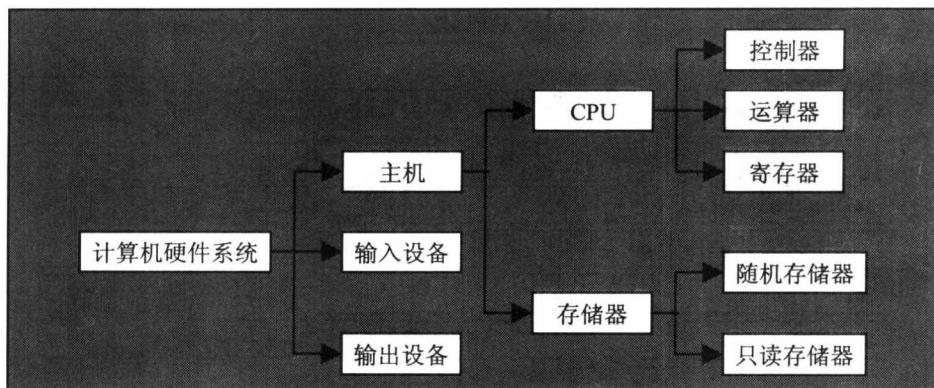 控制器
CPU
运算器
主机
寄存器
计算机硬件系统
输入设备
随机存储器
存储器
输出设备
只读存储器